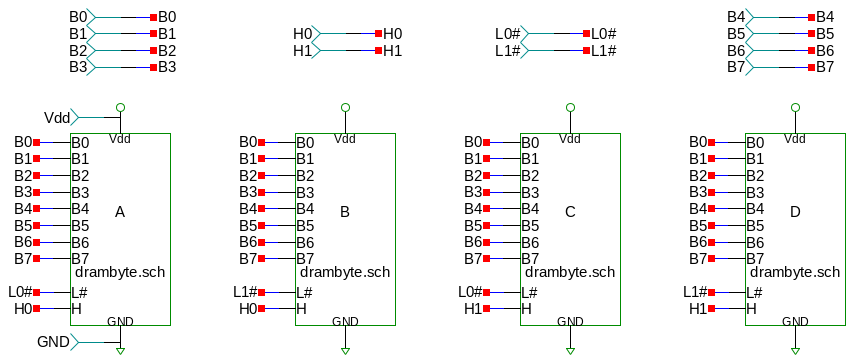 B0 B0
B1 B1
B2 B2
B3 B3
H0 H0
H1 H1
L0# L0#
L1# L1#
B4 B4
B5 B5
B6 B6
B7 B7
Vdd
Vdd
B0 B0
B1 B1
B2 B2
B3 B3
B4 B4
A
B5 B5
B6 B6
B7 B7
drambyte.sch
L0# L#
H0 H
GND
GND
Vdd
B0 B0
B1 B1
B2 B2
B3 B3
B4 B4
B
B5 B5
B6 B6
B7 B7
drambyte.sch
L1# L#
H0 H
GND
Vdd
B0 B0
B1 B1
B2 B2
B3 B3
B4 B4
C
B5 B5
B6 B6
B7 B7
drambyte.sch
L0# L#
H1 H
GND
Vdd
B0 B0
B1 B1
B2 B2
B3 B3
B4 B4
D
B5 B5
B6 B6
B7 B7
drambyte.sch
L1# L#
H1 H
GND